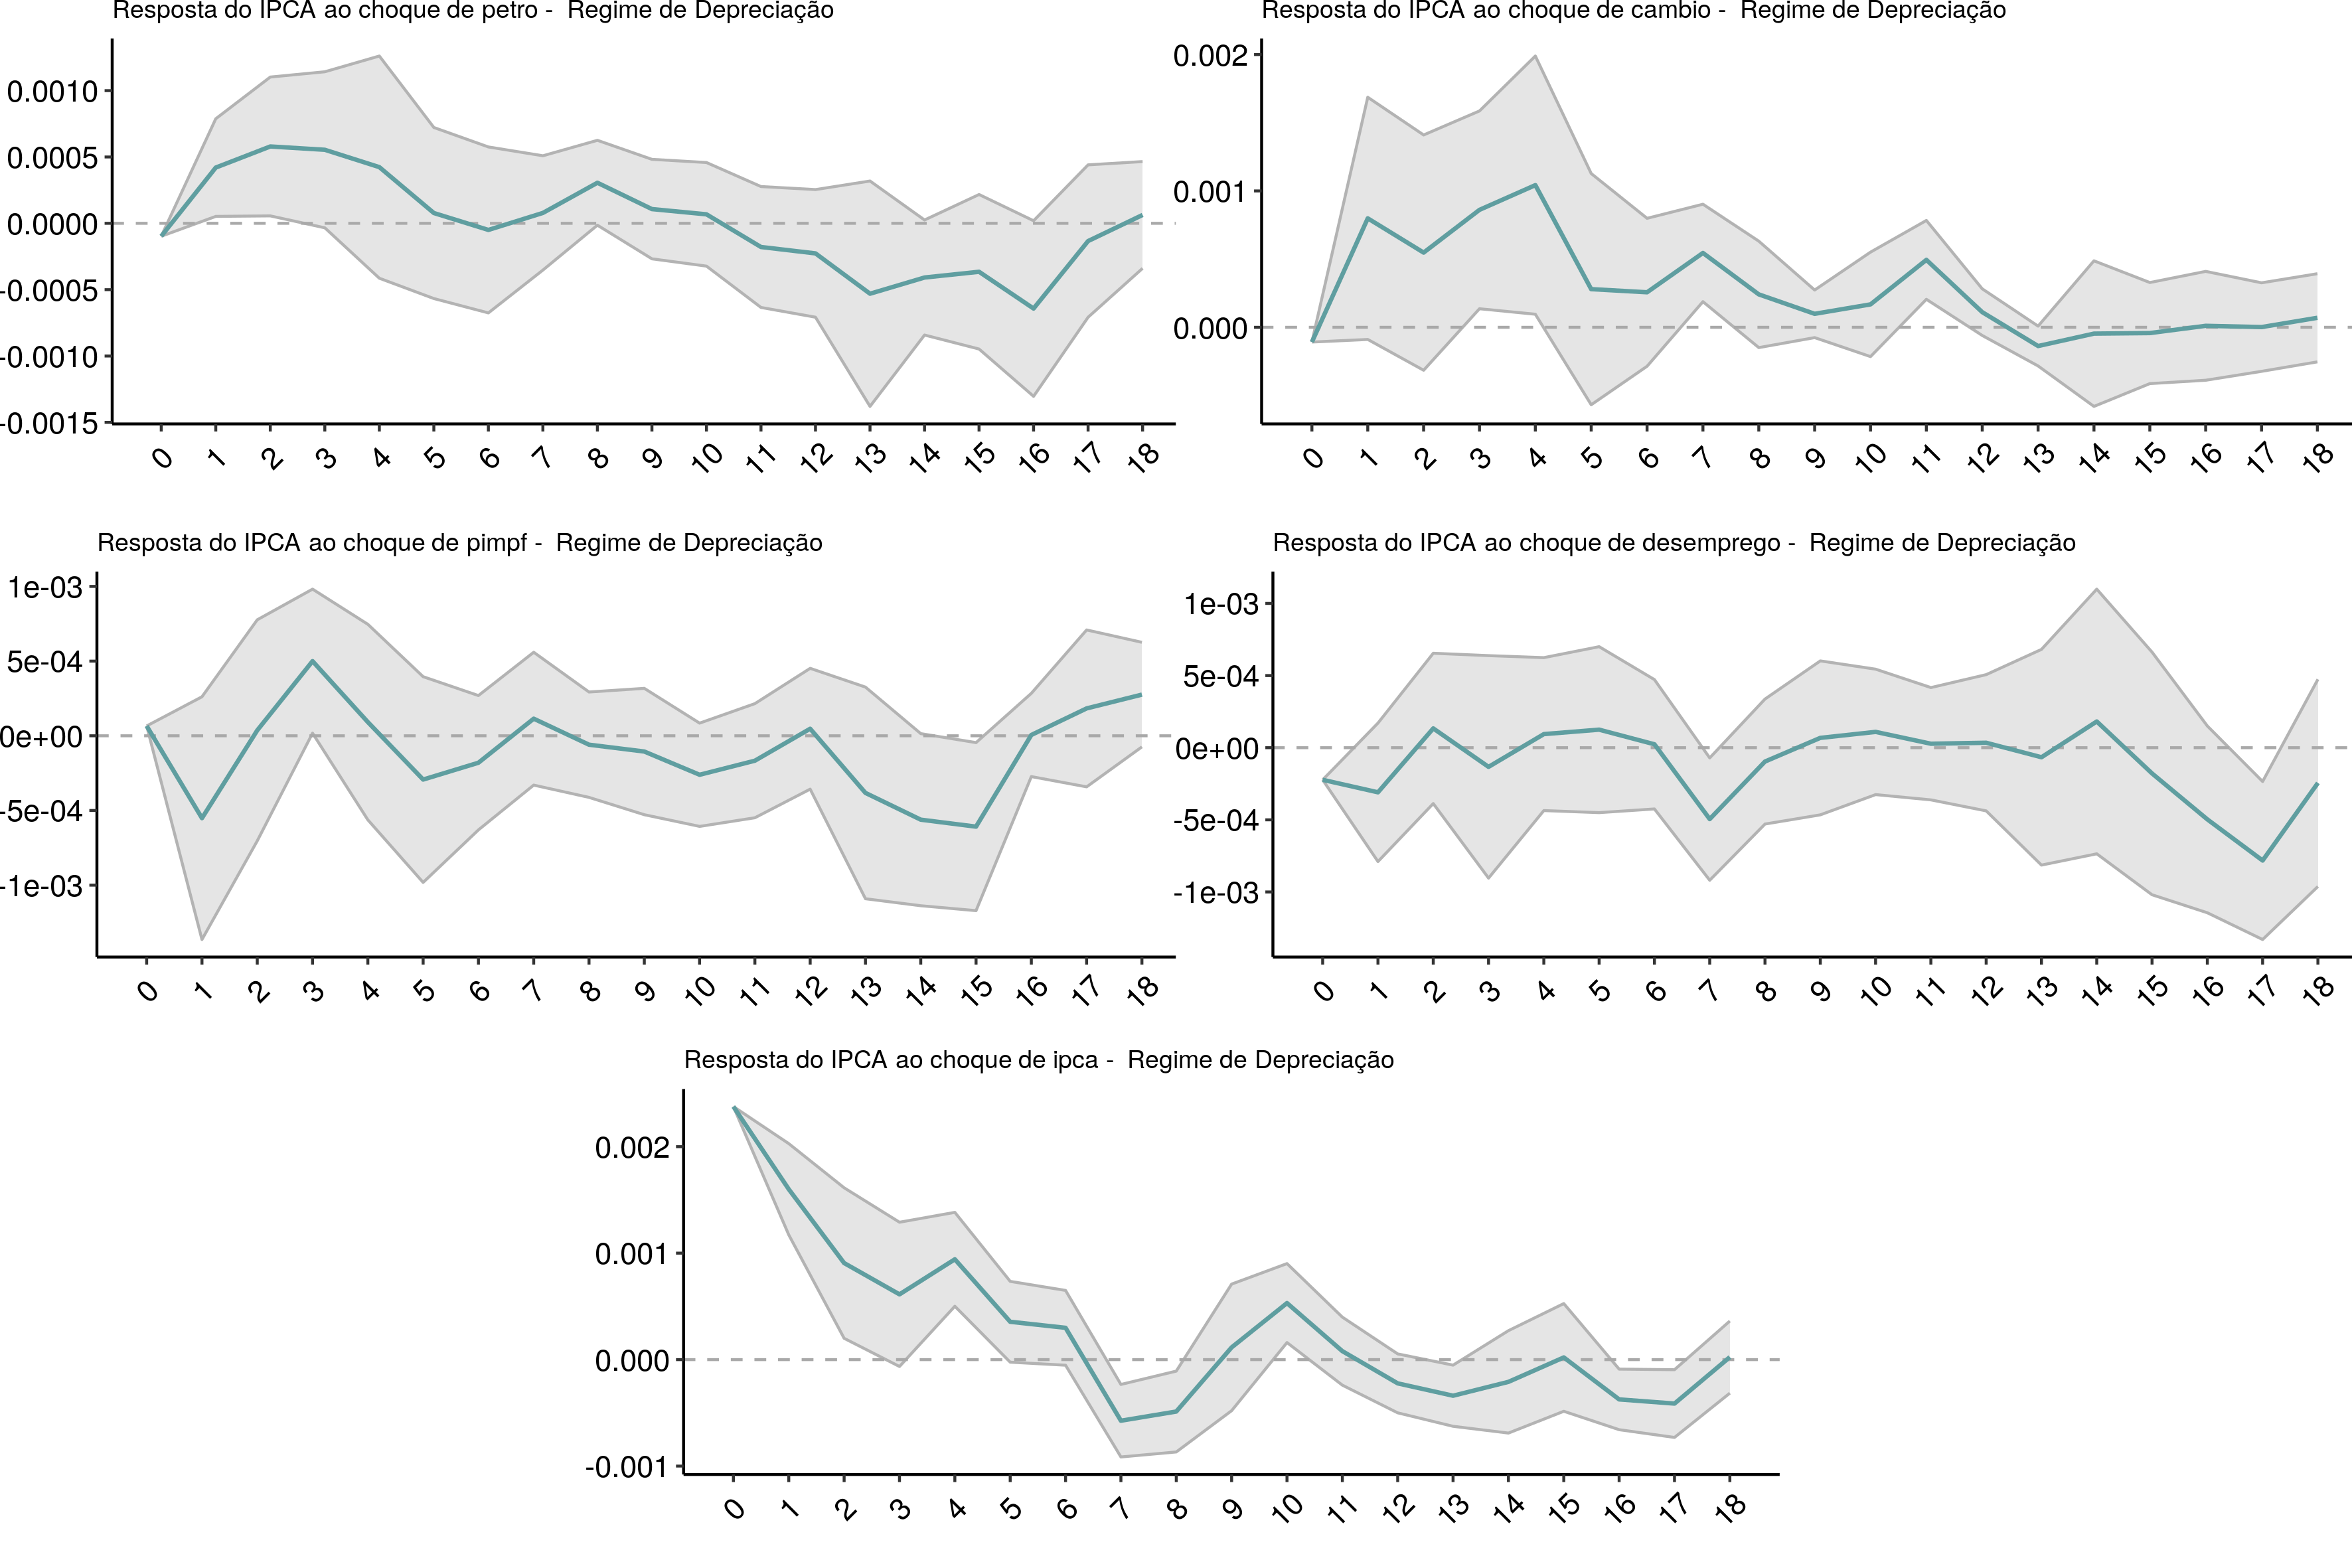 Resposta do IPCA ao choque de petro -  Regime de Depreciação
0.0010
0.0005
0.0000
-0.0005
-0.0010
-0.0015
0 1 2 3 4 5 6 7 8 9 10 11 12 13 14 15 16 17 18
Resposta do IPCA ao choque de cambio -  Regime de Depreciação
0.002
0.001
0.000
0 1 2 3 4 5 6 7 8 9 10 11 12 13 14 15 16 17 18
Resposta do IPCA ao choque de pimpf -  Regime de Depreciação
1e-03
5e-04
0e+00
-5e-04
-1e-03
0 1 2 3 4 5 6 7 8 9 10 11 12 13 14 15 16 17 18
Resposta do IPCA ao choque de desemprego -  Regime de Depreciação
1e-03
5e-04
0e+00
-5e-04
-1e-03
0 1 2 3 4 5 6 7 8 9 10 11 12 13 14 15 16 17 18
Resposta do IPCA ao choque de ipca -  Regime de Depreciação
0.002
0.001
0.000
-0.001
0 1 2 3 4 5 6 7 8 9 10 11 12 13 14 15 16 17 18